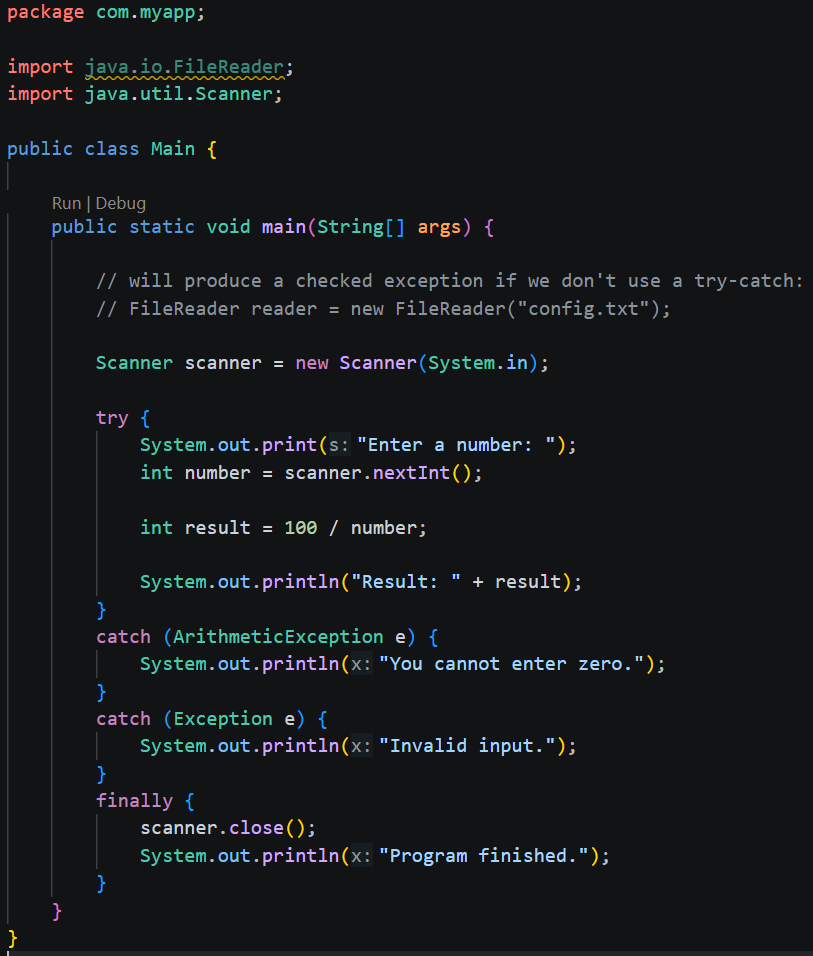 package com.myapp;
import java.io.FileReader;
import java.util.Scanner;
public class Main {
Run | Debug
public static void main(String[] args) {
// will produce a checked exception if we don't use a try-catch:
// FileReader reader = new FileReader("config.txt");
Scanner scanner = new Scanner(System.in);
try {
System.out.print(s: "Enter a number: ");
int number = scanner.nextInt();
int result = 100 / number;
System.out.println("Result: " + result);
}
catch (ArithmeticException e) {
System.out.println(x: "You cannot enter zero.");
}
catch (Exception e) {
System.out.println(x: "Invalid input.");
}
finally {
scanner.close();
System.out.println(x: "Program finished.");
}
}
}